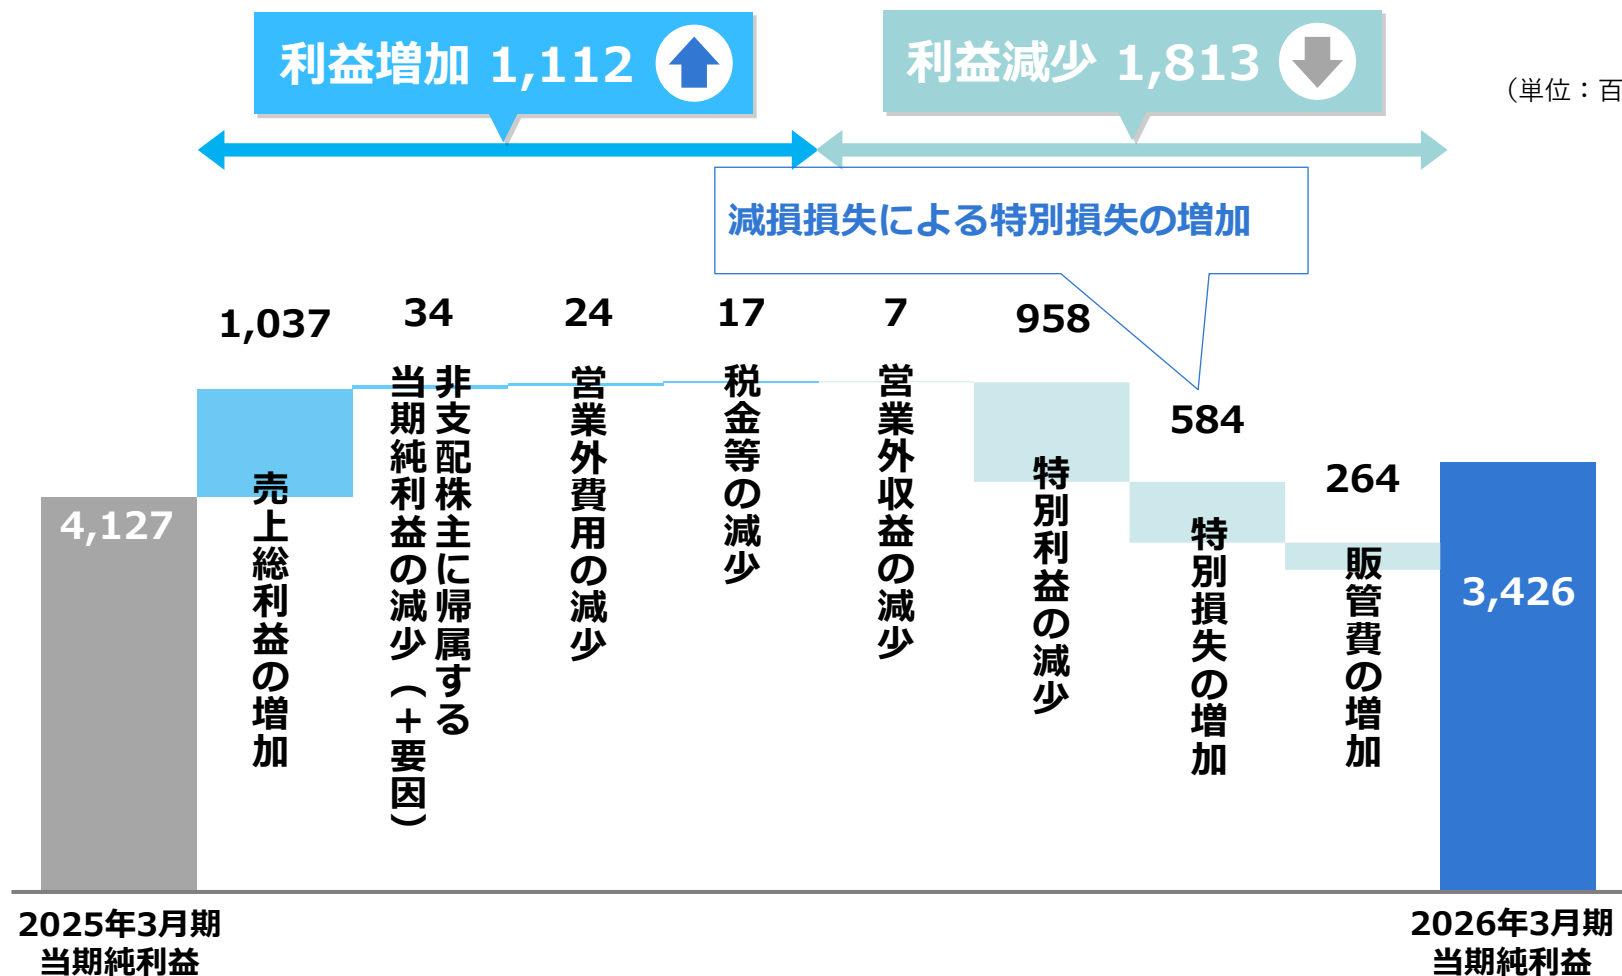 利益増加 1,112
利益減少 1,813
（単位：百
減損損失による特別損失の増加
1,037
34
24
17
7
958
584
264
4,127
売上総利益の増加
非支配株主に帰属する
当期純利益の減少（＋要因）
営業外費用の減少
税金等の減少
営業外収益の減少
特別利益の減少
特別損失の増加
販管費の増加
3,426
2025年3月期
当期純利益
2026年3月期
当期純利益